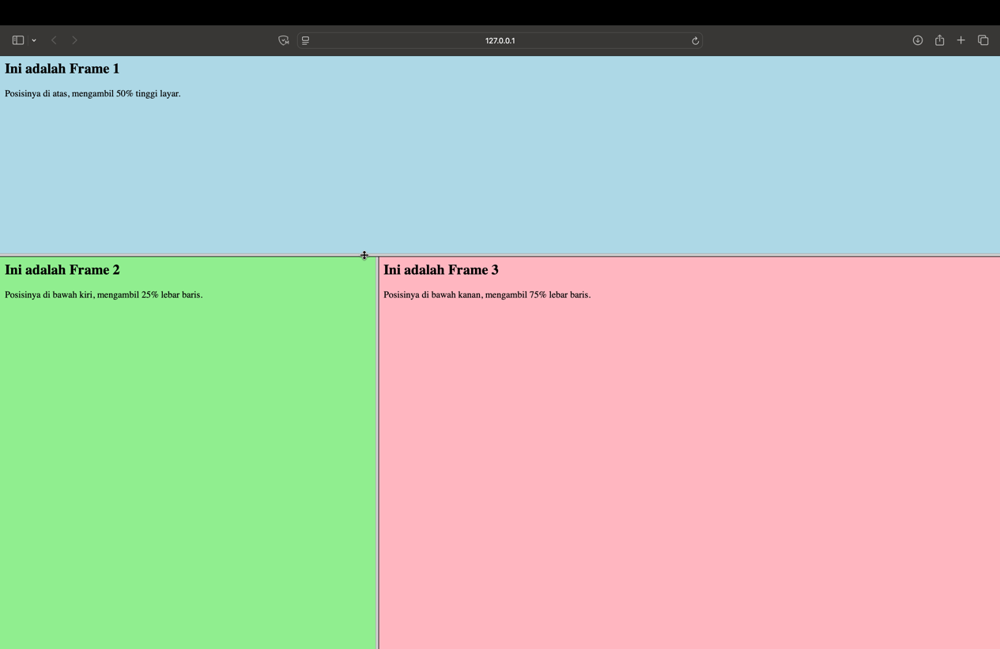 127.0.0.1
Ini adalah Frame 1
Posisinya di atas, mengambil 50% tinggi layar.
Ini adalah Frame 2
Posisinya di bawah kiri, mengambil 25% lebar baris.
Ini adalah Frame 3
Posisinya di bawah kanan, mengambil 75% lebar baris.